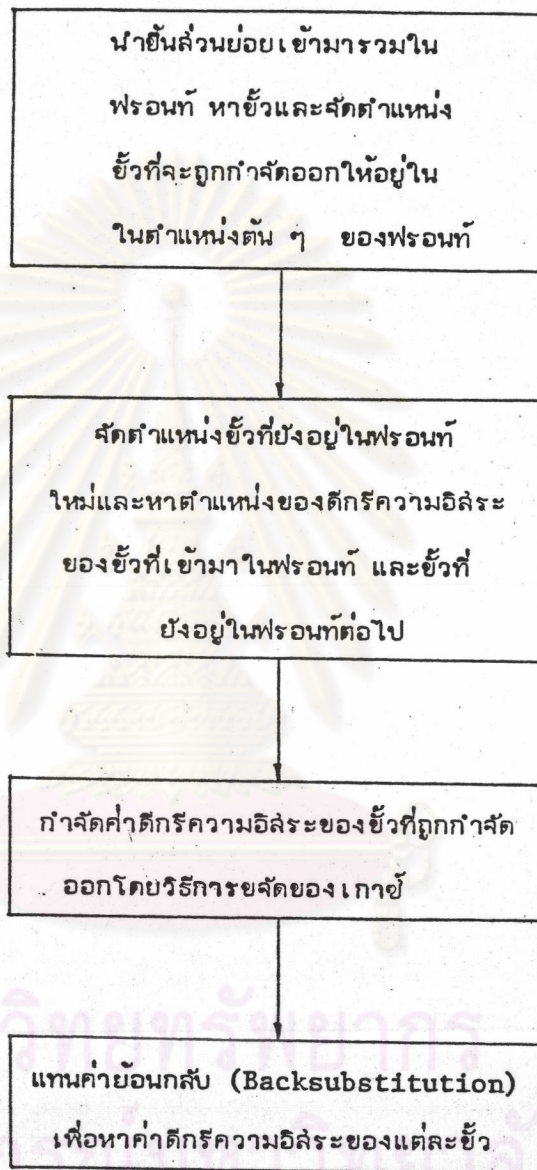 นำชิ้นส่วนย่อยเข้ามารวมใน
ฟรอนท์ หาขั้วและจัดตำแหน่ง
ขั้วที่จะถูกกำจัดออกให้อยู่ใน
ในตำแหน่งต้น ๆ ของฟรอนท์
จัดตำแหน่งขั้วที่ยังอยู่ในฟรอนท์
ใหม่และหาตำแหน่งของดีกรีความอิสระ
ของขั้วที่เข้ามาในฟรอนท์ และขั้วที่
ยังอยู่ในฟรอนท์ต่อไป
กำจัดค่าดีกรีความอิสระของขั้วที่ถูกกำจัด
ออกโดยวิธีการขจัดของเกาซ์
แทนค่าย้อนกลับ (Backsubstitution)
เพื่อหาค่าดีกรีความอิสระของแต่ละขั้ว
วิทยทรัพยากร